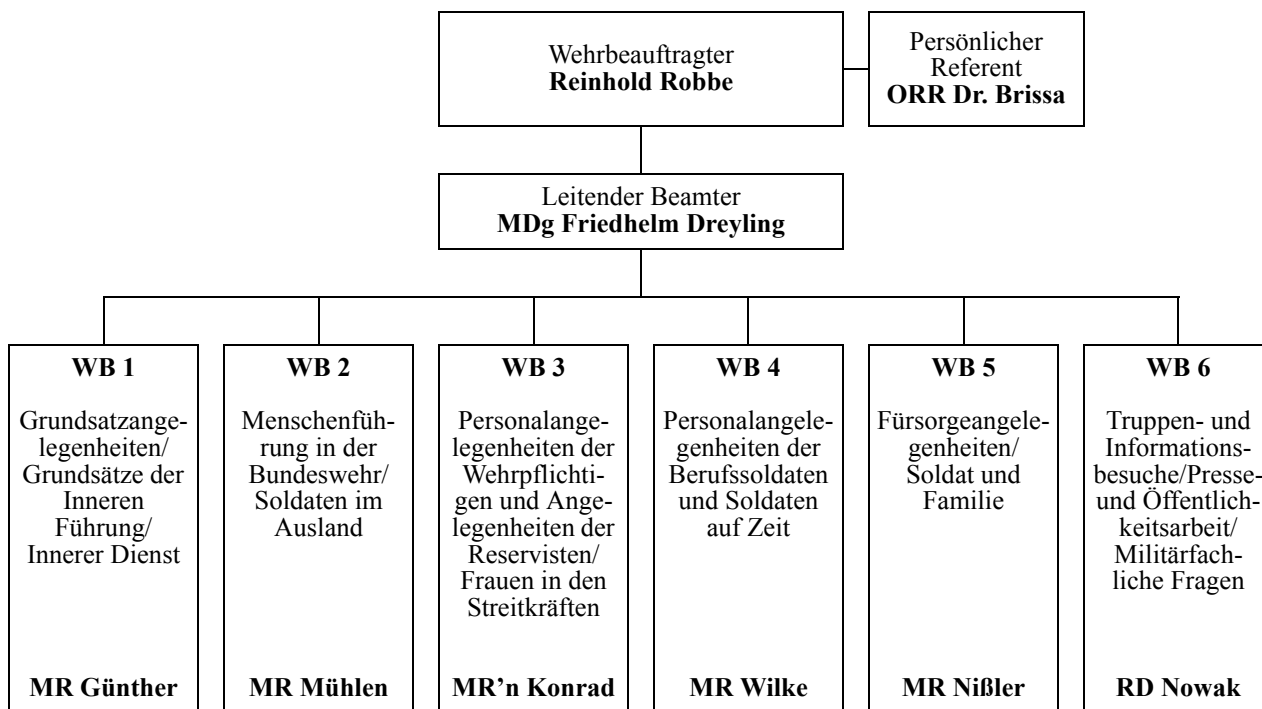 Wehrbeauftragter
Reinhold Robbe
Persönlicher
Referent
ORR Dr. Brissa
Leitender Beamter
MDg Friedhelm Dreyling
WB 1
Grundsatzange-
legenheiten/
Grundsätze der
Inneren
Führung/
Innerer Dienst
MR Günther
WB 2
Menschenfüh-
rung in der
Bundeswehr/
Soldaten im
Ausland
MR Mühlen
WB 3
Personalange-
legenheiten der
Wehrpflichti-
gen und Ange-
legenheiten der
Reservisten/
Frauen in den
Streitkräften
MR’n Konrad
WB 4
Personalangele-
genheiten der
Berufssoldaten
und Soldaten
auf Zeit
MR Wilke
WB 5
Fürsorgeangele-
genheiten/
Soldat und
Familie
MR Nißler
WB 6
Truppen- und
Informations-
besuche/Presse-
und Öffentlich-
keitsarbeit/
Militärfach-
liche Fragen
RD Nowak